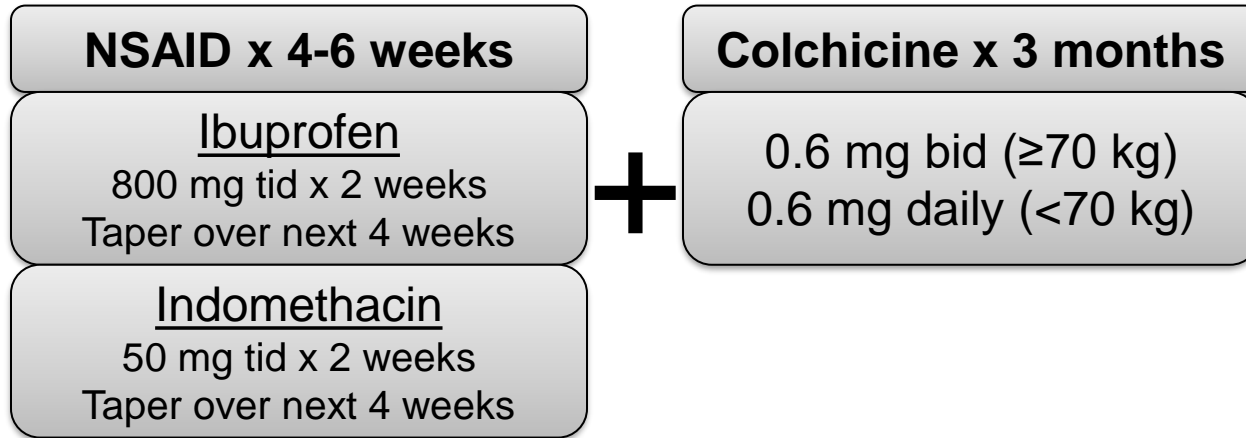 NSAID x 4-6 weeks
Ibuprofen
800 mg tid x 2 weeks
Taper over next 4 weeks
Indomethacin
50 mg tid x 2 weeks
Taper over next 4 weeks
+
Colchicine x 3 months
0.6 mg bid (≥70 kg)
0.6 mg daily (<70 kg)